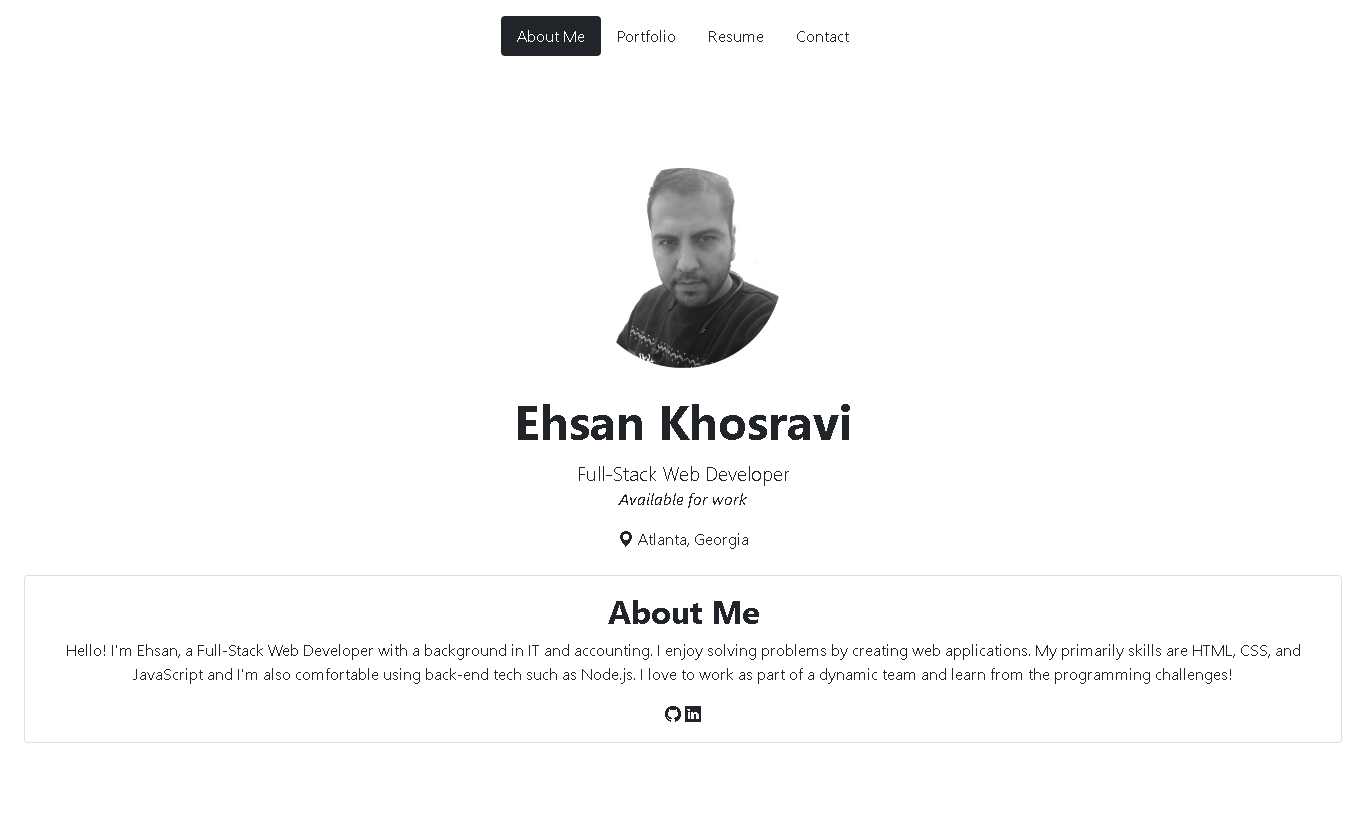 About Me Portfolio Resume Contact
Ehsan Khosravi
Full-Stack Web Developer
Available for work
Atlanta, Georgia
About Me
Hello! I'm Ehsan, a Full-Stack Web Developer with a background in IT and accounting. I enjoy solving problems by creating web applications. My primarily skills are HTML, CSS, and
JavaScript and I'm also comfortable using back-end tech such as Node.js. I love to work as part of a dynamic team and learn from the programming challenges!
in